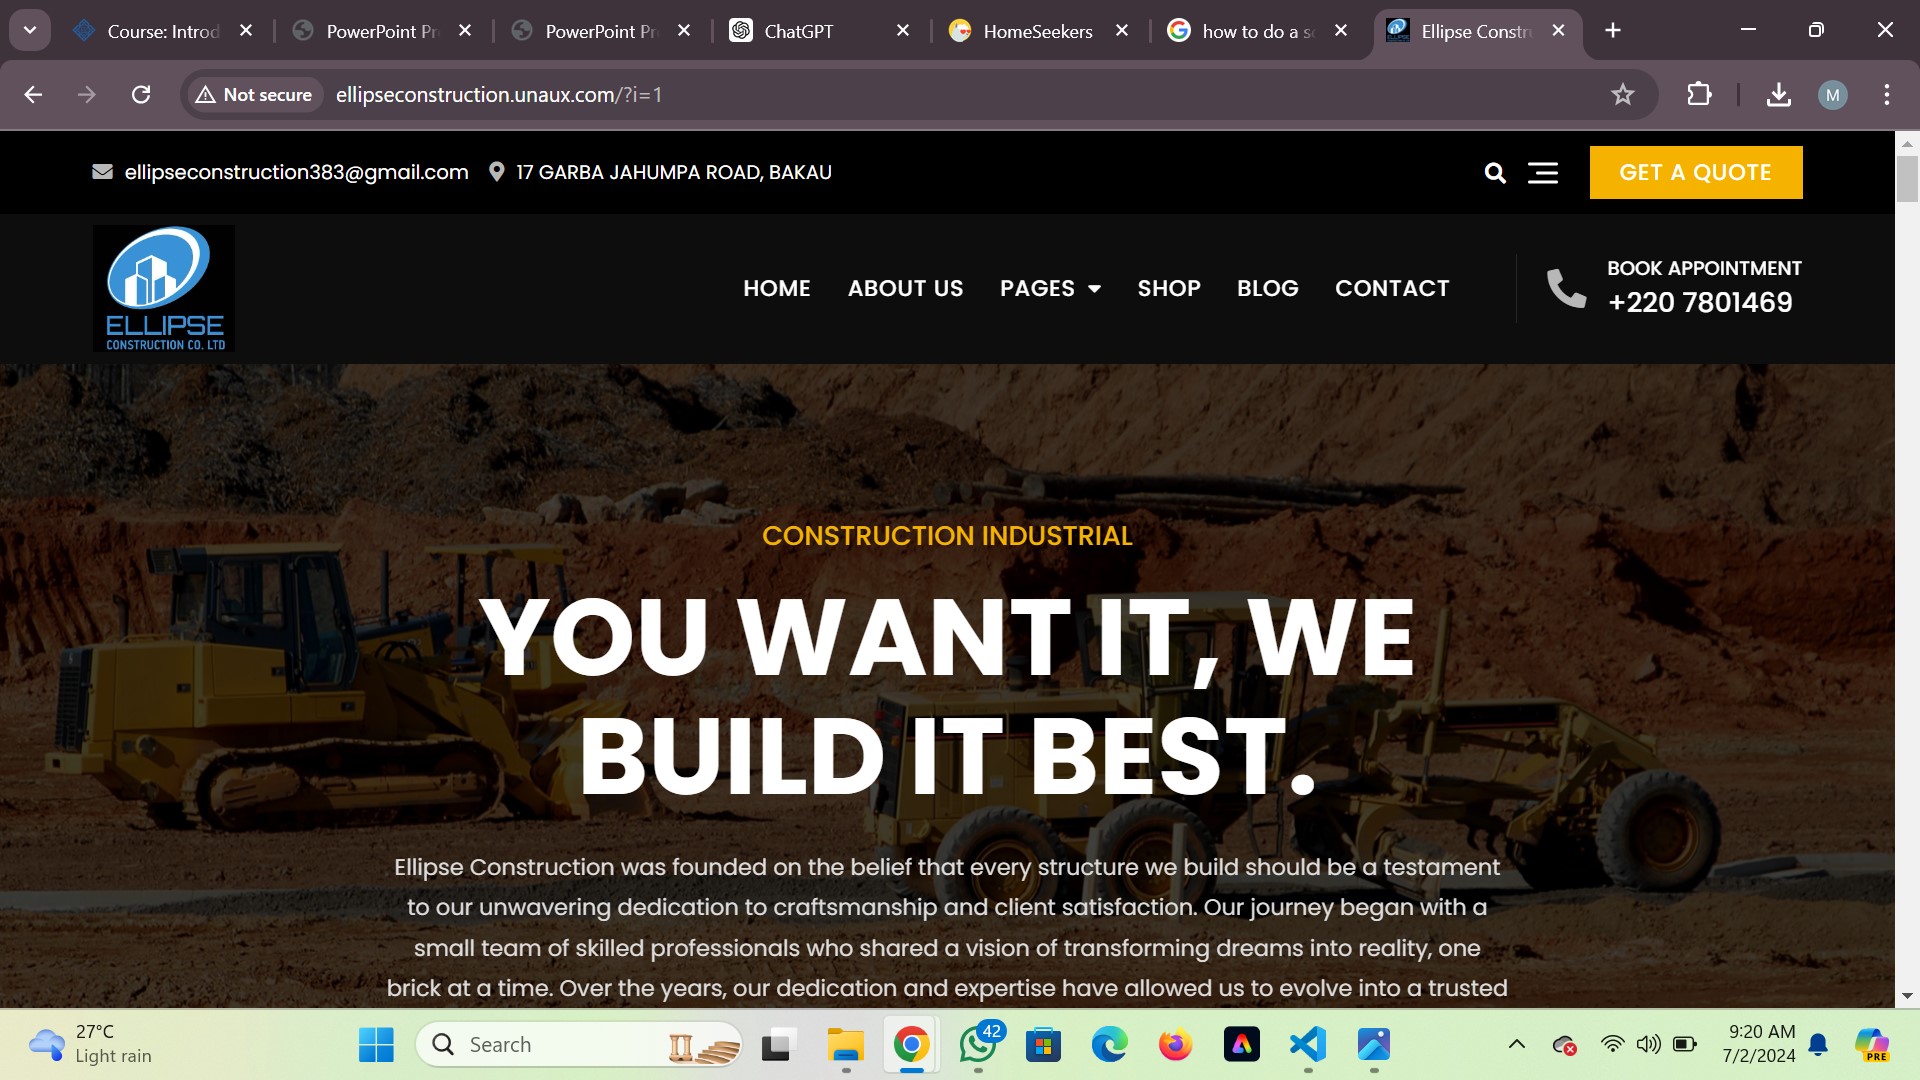 Course: Introd
PowerPoint Pr
PowerPoint Pr
ChatGPT
HomeSeekers
how to do a s
Ellipse Constr
Not secure
ellipseconstruction.unaux.com/?i=1
M
ellipseconstruction383@gmail.com
17 GARBA JAHUMPA ROAD, BAKAU
GET A QUOTE
ELLIPSE
CONSTRUCTION CO. LTD
HOME
ABOUT US
PAGES
SHOP
BLOG
CONTACT
BOOK APPOINTMENT
+220 7801469
CONSTRUCTION INDUSTRIAL
YOU WANT IT, WE
BUILD IT BEST.
Ellipse Construction was founded on the belief that every structure we build should be a testament
to our unwavering dedication to craftsmanship and client satisfaction. Our journey began with a
small team of skilled professionals who shared a vision of transforming dreams into reality, one
brick at a time. Over the years, our dedication and expertise have allowed us to evolve into a trusted
27°C
Light rain
Search
42
9:20 AM
7/2/2024
PRE